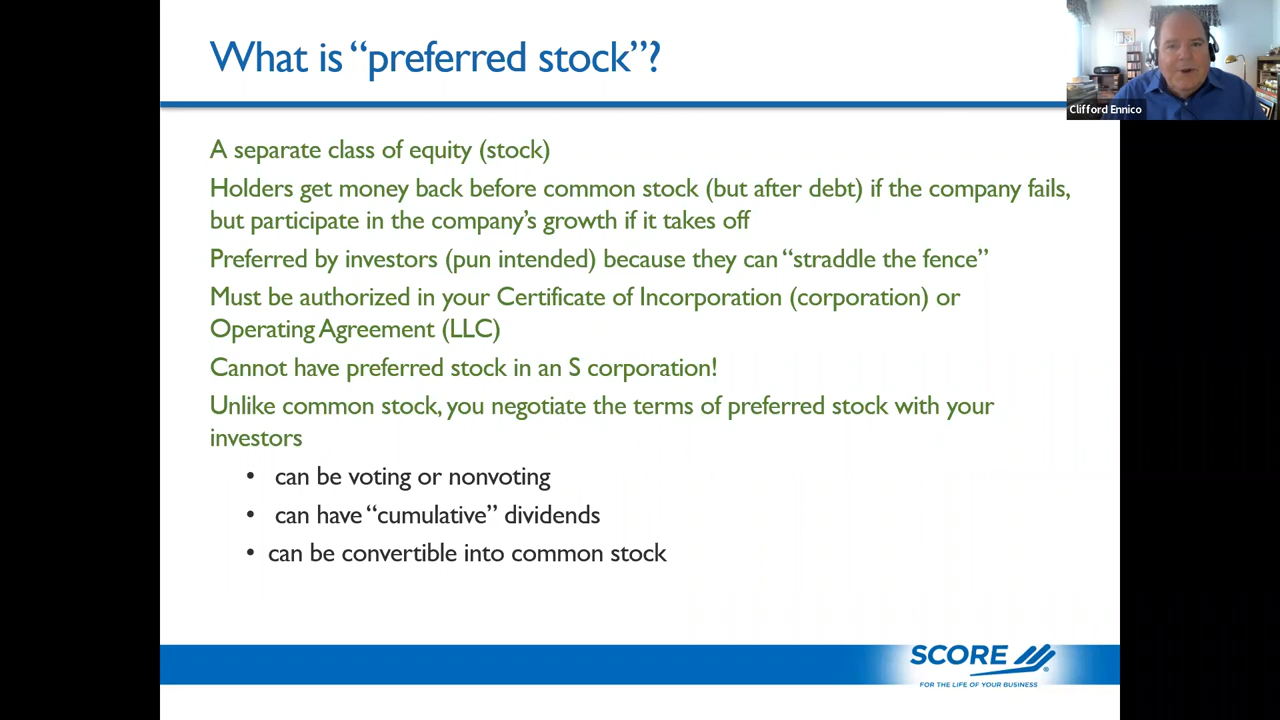 What is “preferred stock”?
Clifford Ennico
A separate class of equity (stock)
Holders get money back before common stock (but after debt) if the company fails,
but participate in the company’s growth if it takes off
Preferred by investors (pun intended) because they can “straddle the fence”
Must be authorized in your Certificate of Incorporation (corporation) or
Operating Agreement (LLC)
Cannot have preferred stock in an S corporation!
Unlike common stock, you negotiate the terms of preferred stock with your
investors
• can be voting or nonvoting
• can have “cumulative” dividends
• can be convertible into common stock
SCORE
FOR THE LIFE OF YOUR BUSINESS